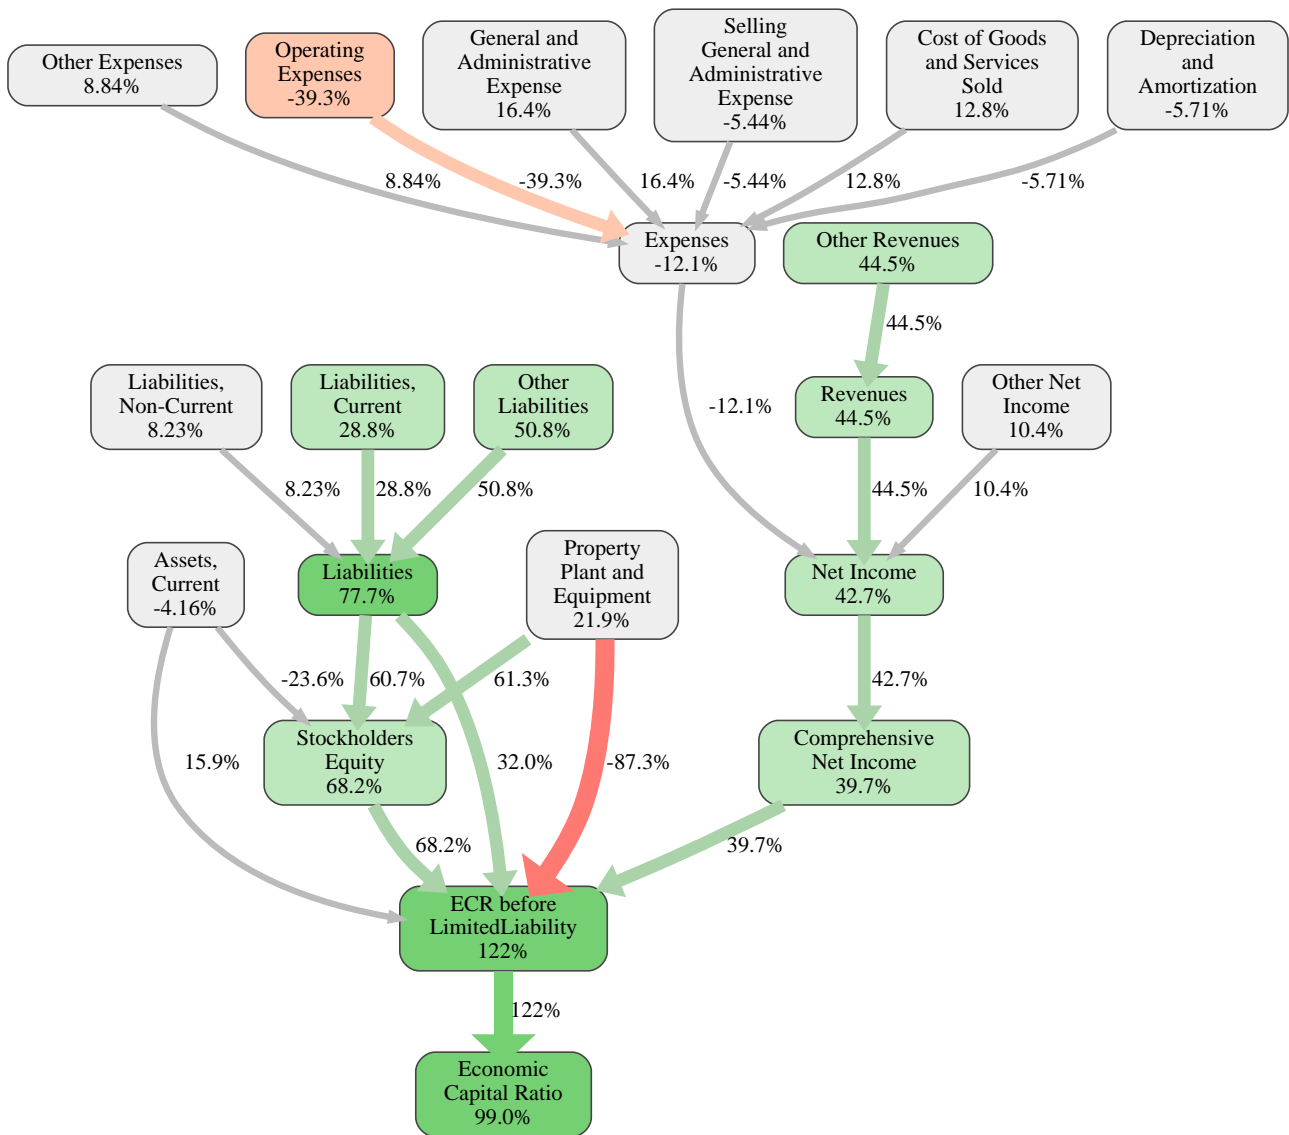 Other Expenses
8.84%
Operating
Expenses
-39.3%
General and
Administrative
Expense
16.4%
Selling
General and
Administrative
Expense
-5.44%
Cost of Goods
and Services
Sold
12.8%
Depreciation
and
Amortization
-5.71%
8.84%
-39.3%
16.4%
-5.44%
12.8%
-5.71%
Expenses
-12.1%
Other Revenues
44.5%
44.5%
Liabilities,
Non-Current
8.23%
Liabilities,
Current
28.8%
Other
Liabilities
50.8%
-12.1%
Revenues
44.5%
Other Net
Income
10.4%
8.23%
28.8%
50.8%
44.5%
10.4%
Assets,
Current
-4.16%
Liabilities
77.7%
Property
Plant and
Equipment
21.9%
Net Income
42.7%
-23.6%
60.7%
61.3%
42.7%
15.9%
Stockholders
Equity
68.2%
32.0%
-87.3%
Comprehensive
Net Income
39.7%
68.2%
39.7%
ECR before
LimitedLiability
122%
122%
Economic
Capital Ratio
99.0%